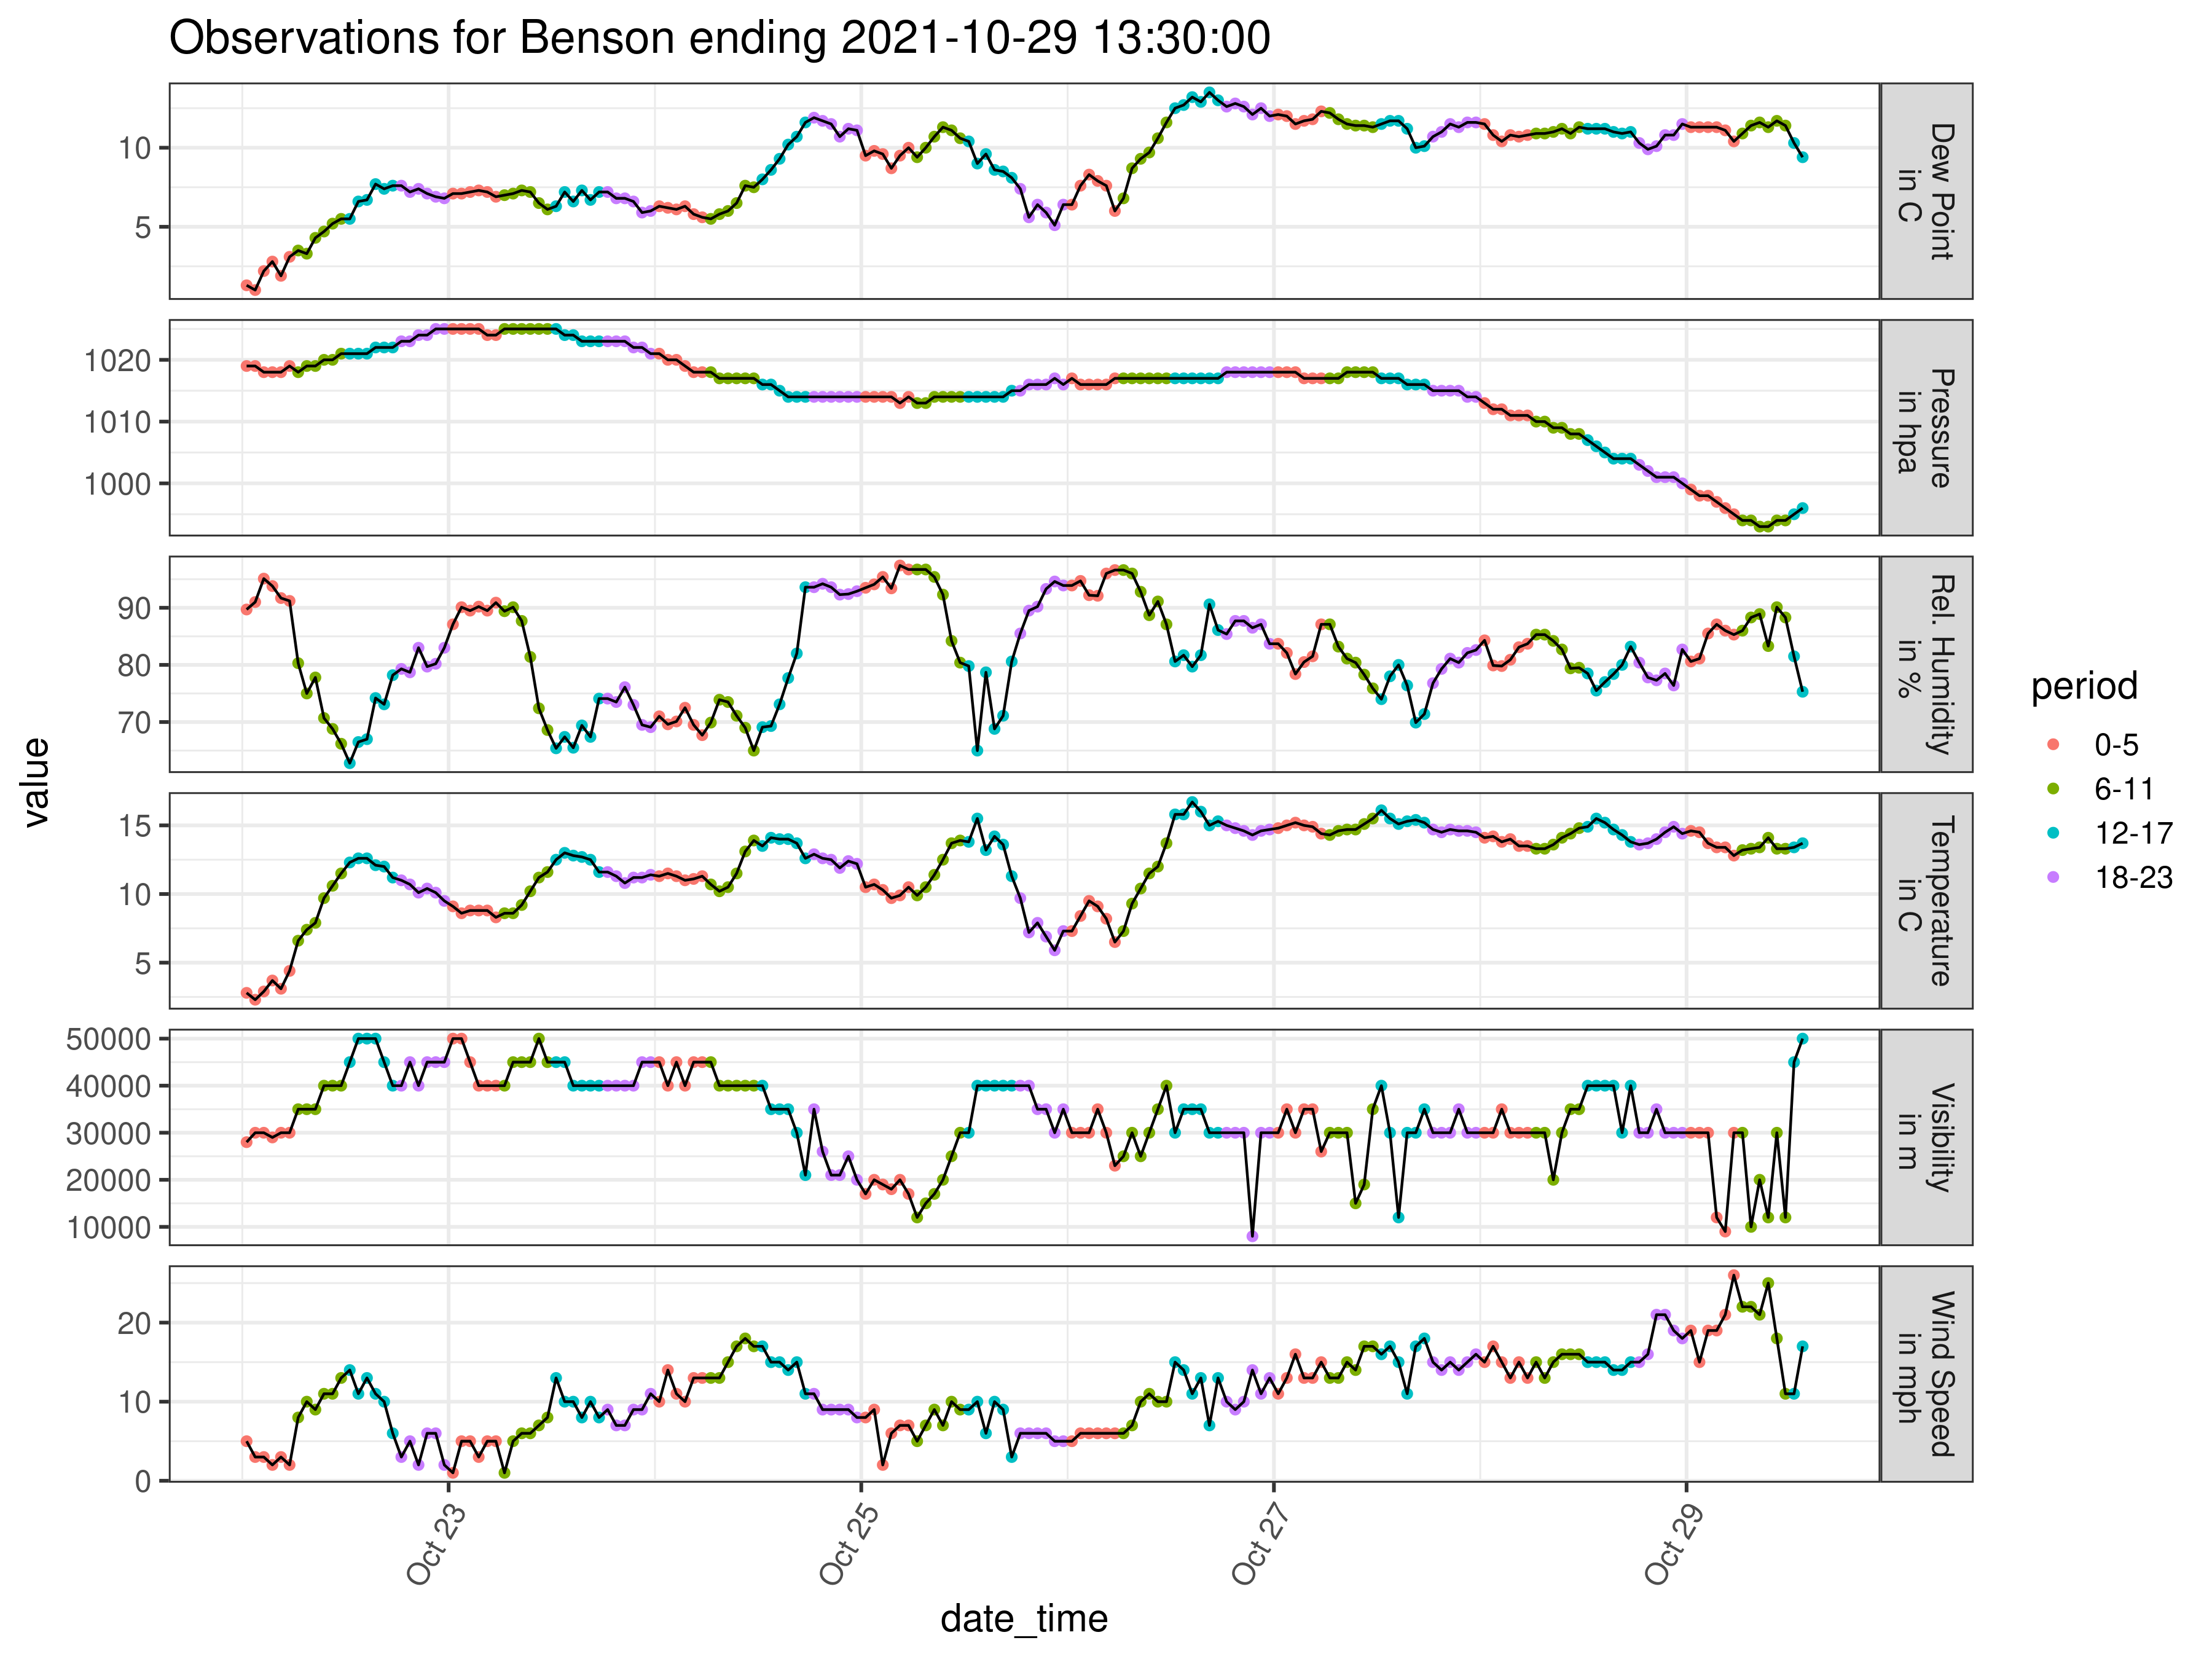 Observations for Benson ending 2021-10-29 13:30:00
value
10
5
Dew Point
in C
1020
1010
1000
Pressure
in hpa
90
80
70
Rel. Humidity
in %
15
10
5
Temperature
in C
50000
40000
30000
20000
10000
Visibility
in m
20
10
0
Wind Speed
in mph
Oct 23
Oct 25
Oct 27
Oct 29
date_time
period
0-5
6-11
12-17
18-23